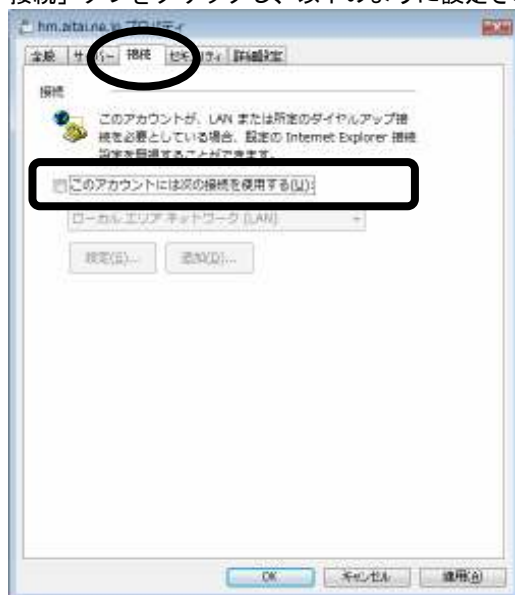 接続」タブをクリックし、以下のように設定さ
hm.aitai.ne.jp プロパティ
全般 サーバー 接続 セキュリティ 詳細設定
接続
このアカウントが、LAN または所定のダイヤルアップ接
続を必要としている場合、設定の Internet Explorer 接続
設定を無視することができます。
このアカウントには次の接続を使用する(U):
ローカル エリア ネットワーク (LAN)
設定(S)... 追加(D)...
OK キャンセル 適用(A)